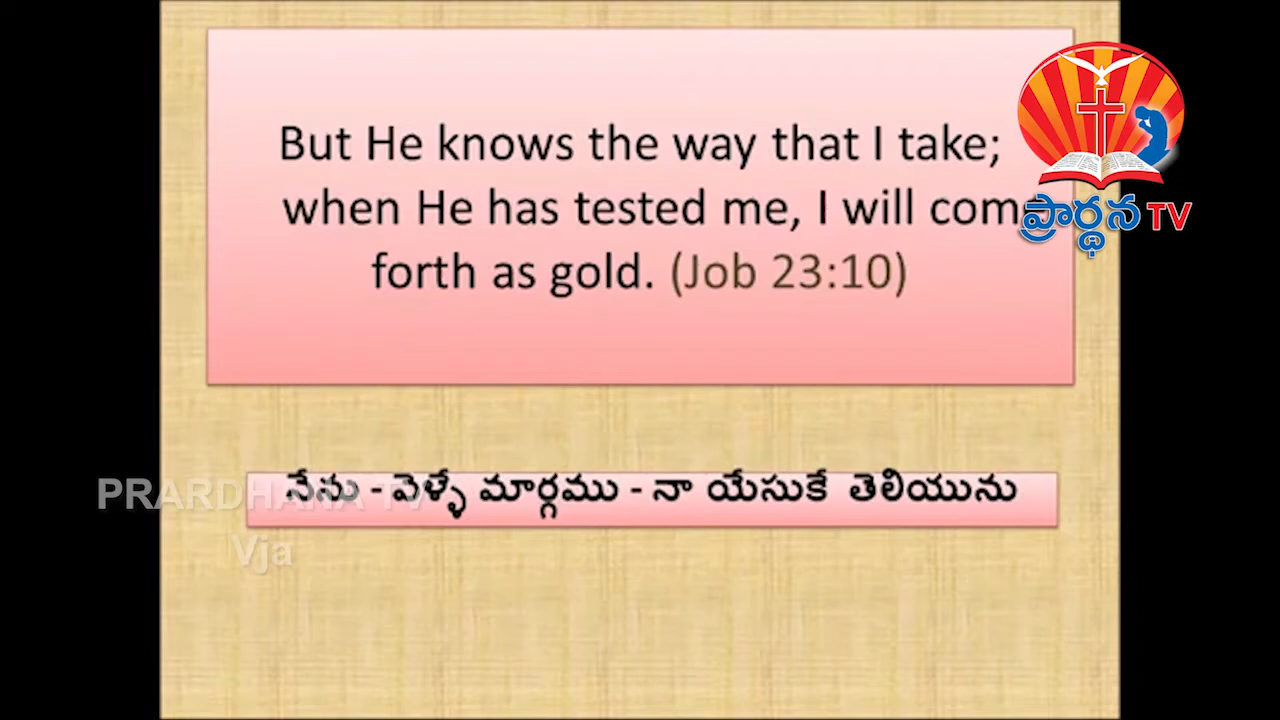 But He knows the way that I take;
when He has tested me, I will com
forth as gold. (Job 23:10)
ప్రార్థన TV
నేను - వెళ్ళే మార్గము - నా యేసుకే తెలియును
PRARDHANA TV
Vja